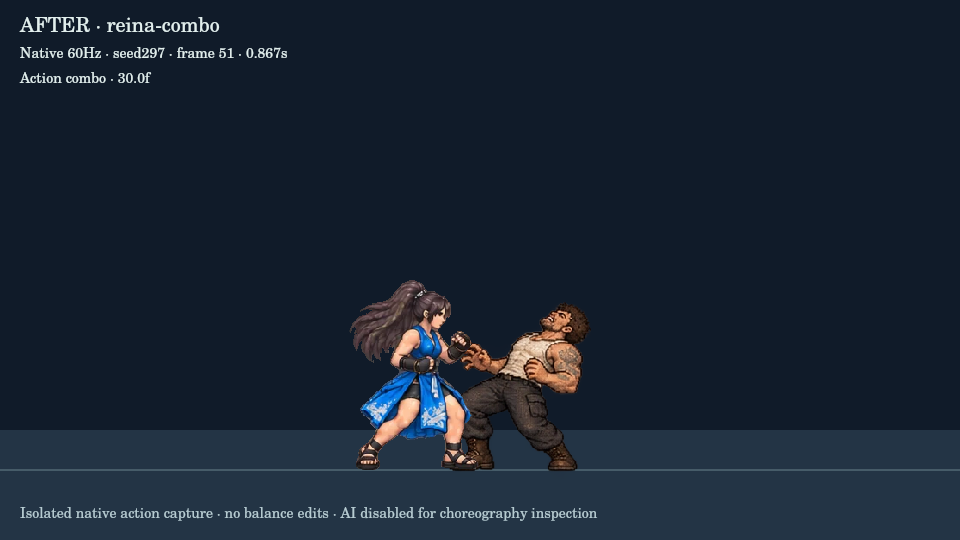 AFTER · reina-combo
Native 60Hz · seed297 · frame 51 · 0.867s
Action combo · 30.0f
Isolated native action capture · no balance edits · AI disabled for choreography inspection